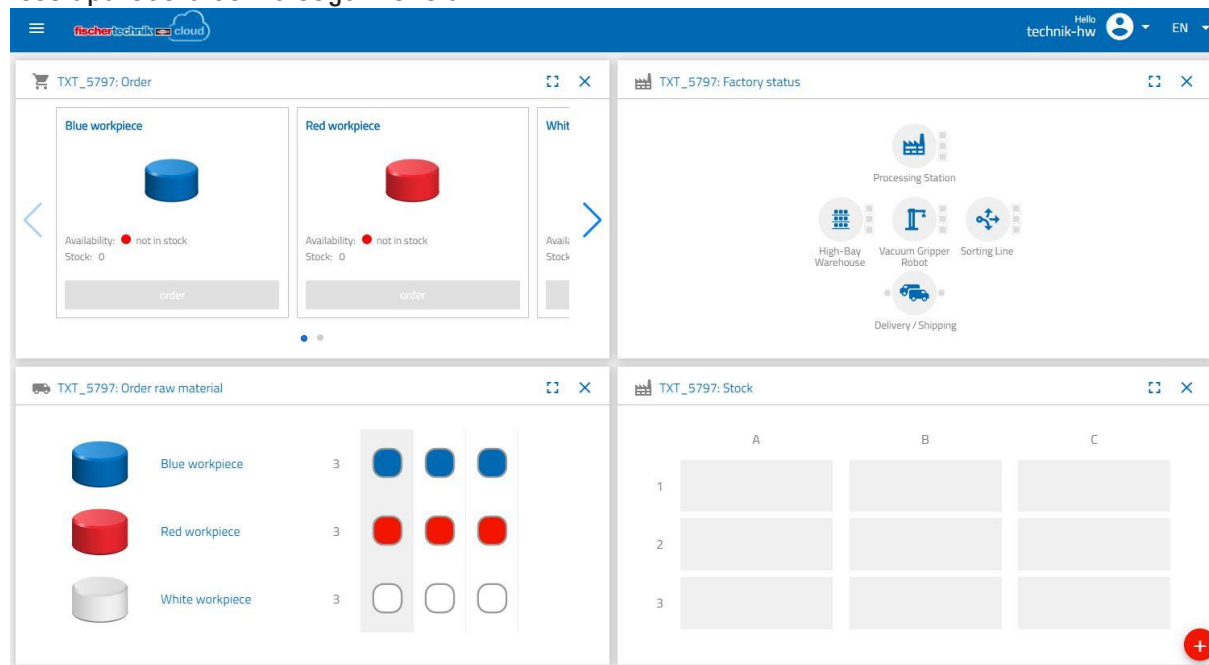 fischertechnik cloud
Hello
technik-hw
EN
TXT_5797: Order
Blue workpiece
Availability: not in stock
Stock: 0
order
Red workpiece
Availability: not in stock
Stock: 0
order
Whit
Availa
Stock
TXT_5797: Factory status
Processing Station
High-Bay
Warehouse
Vacuum Gripper
Robot
Sorting Line
Delivery / Shipping
TXT_5797: Order raw material
Blue workpiece 3
Red workpiece 3
White workpiece 3
TXT_5797: Stock
A B C
1
2
3